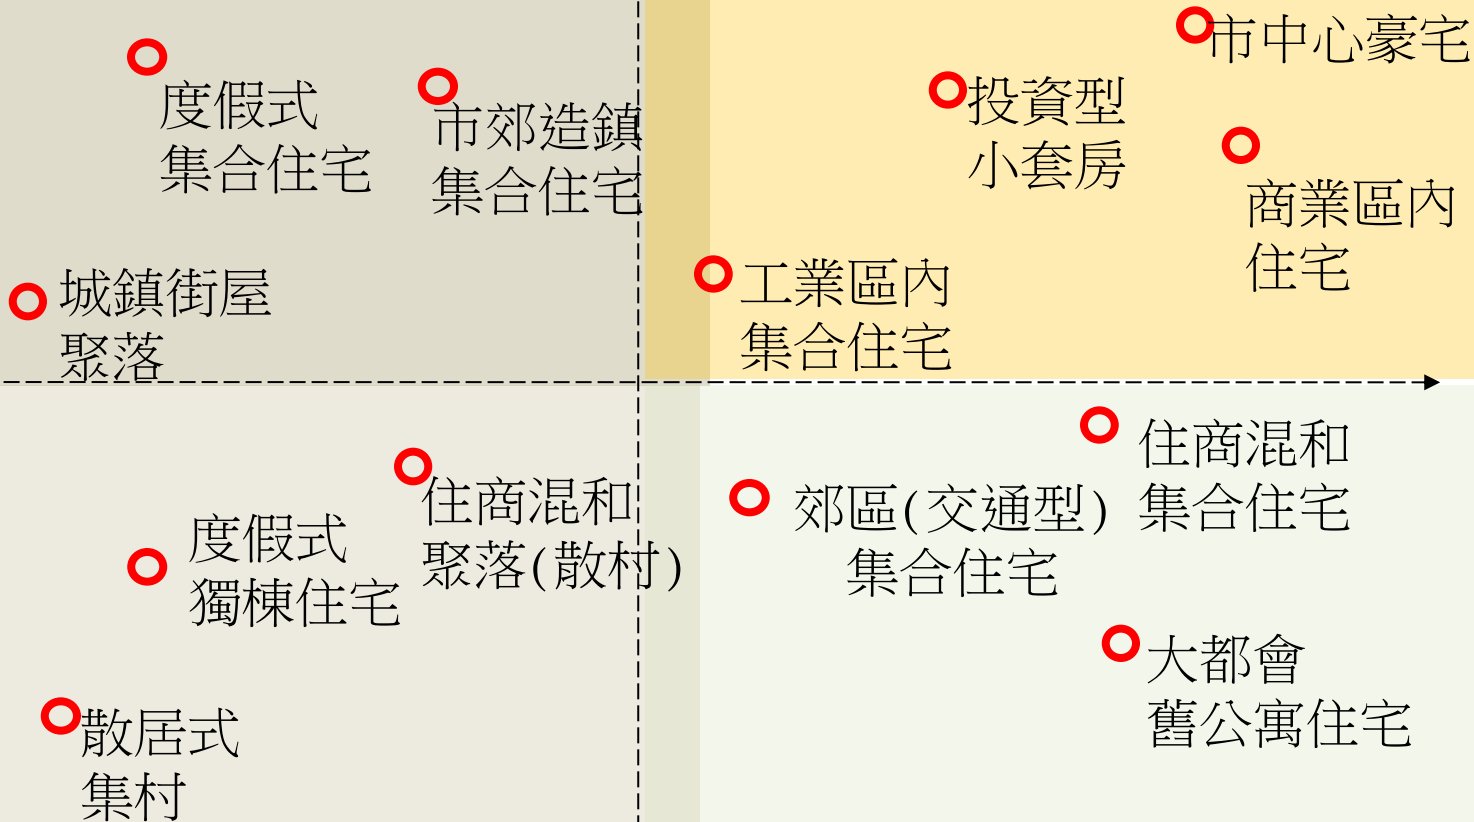 度假式
集合住宅
市郊造鎮
集合住宅
投資型
小套房
市中心豪宅
商業區內
住宅
城鎮街屋
聚落
工業區內
集合住宅
住商混和
聚落(散村)
度假式
獨棟住宅
散居式
集村
郊區(交通型)
集合住宅
住商混和
集合住宅
大都會
舊公寓住宅